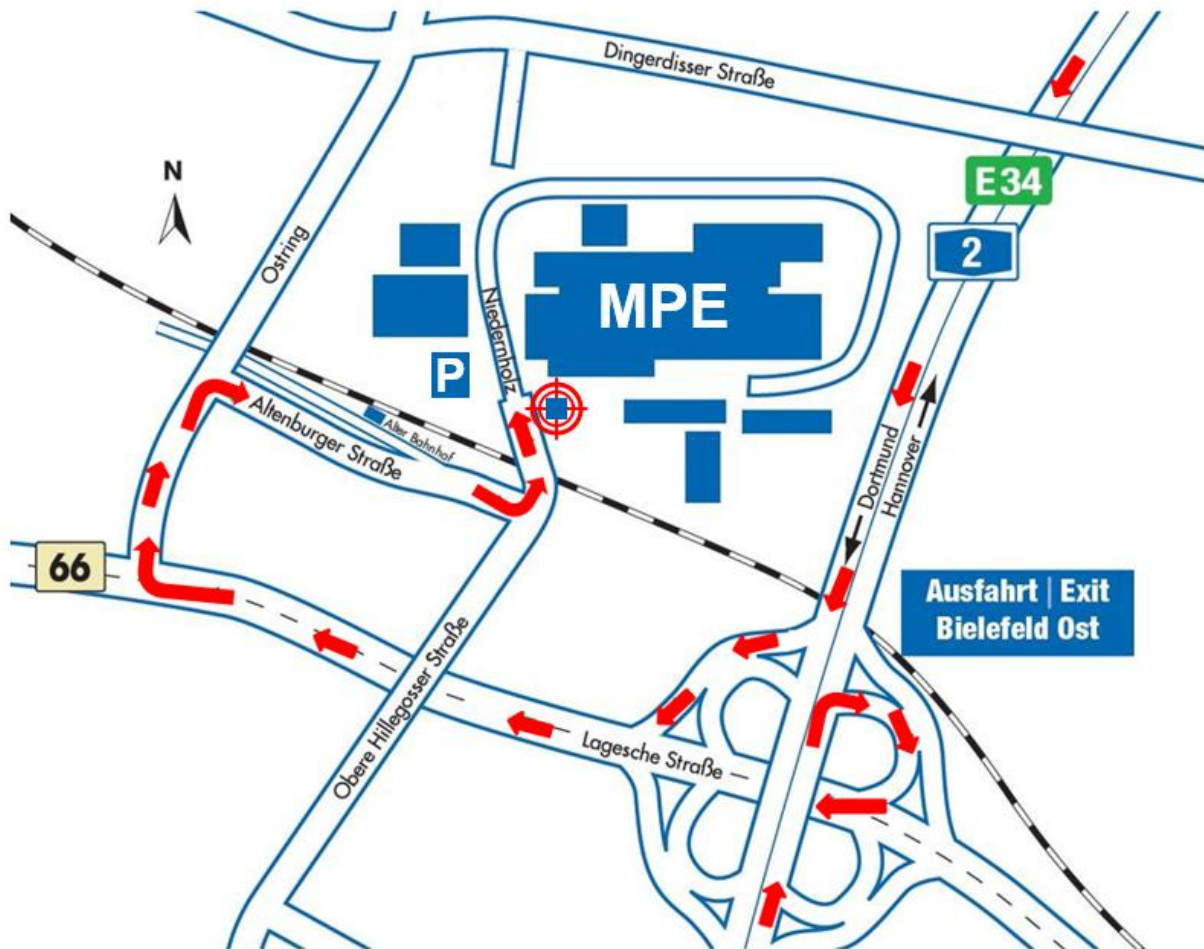 Dingerdisser Straße
N
E34
Ostring
2
MPE
Niedernholz
P
Altenburger Straße
Alter Bahnhof
Dortmund
Hannover
66
Ausfahrt | Exit
Bielefeld Ost
Obere Hillegosser Straße
Lagesche Straße